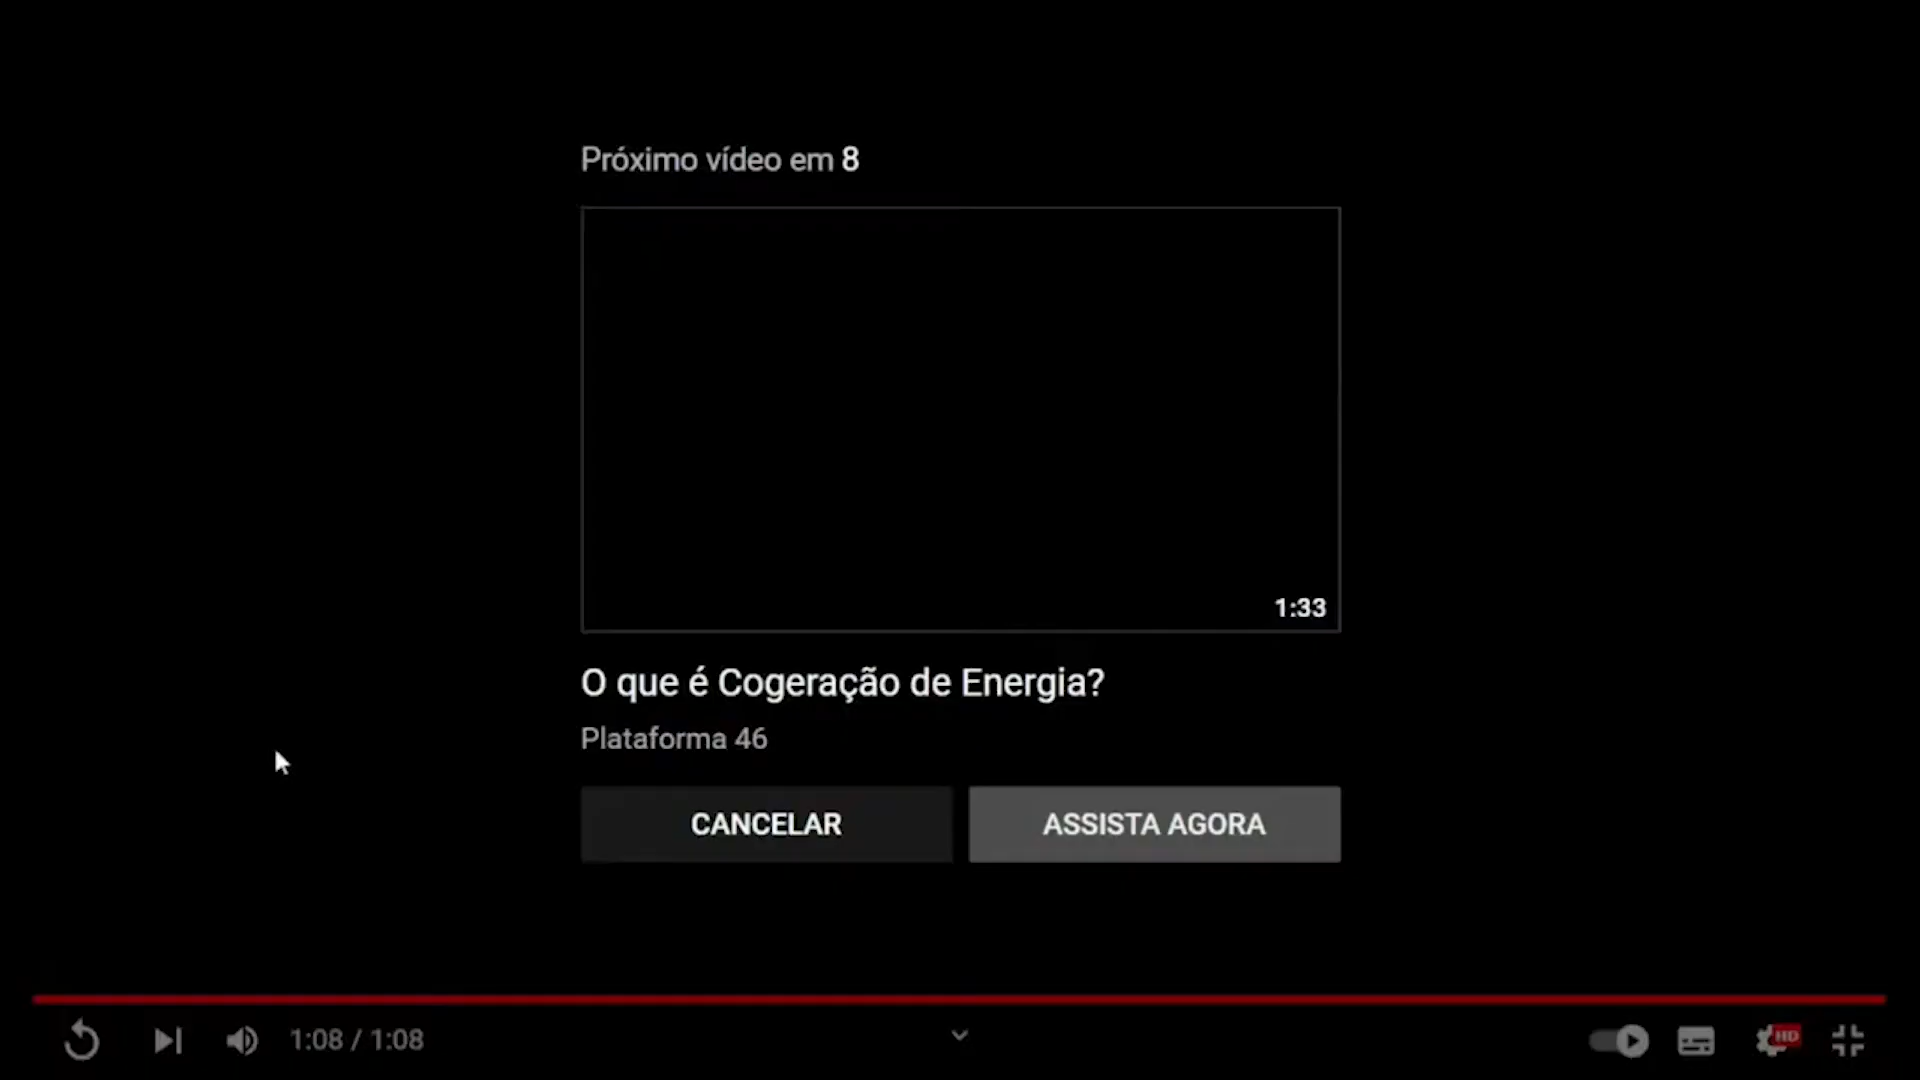 Próximo vídeo em 8
1:33
O que é Cogeração de Energia?
Plataforma 46
CANCELAR
ASSISTA AGORA
1:08 / 1:08
HD